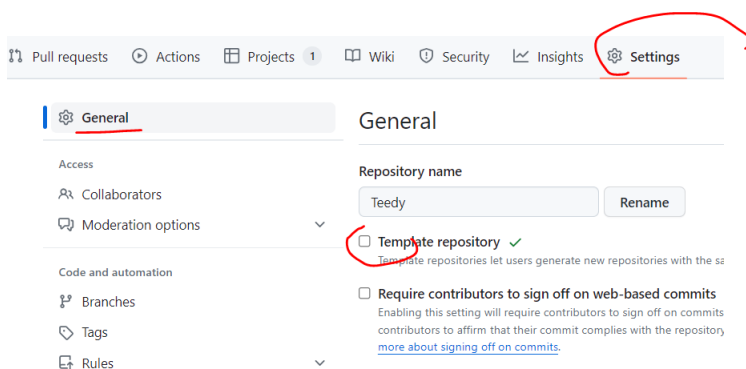 Pull requests Actions Projects 1 Wiki Security Insights Settings
General
Access
Collaborators
Moderation options
Code and automation
Branches
Tags
Rules
General
Repository name
Teedy Rename
Template repository
Template repositories let users generate new repositories with the sa
Require contributors to sign off on web-based commits
Enabling this setting will require contributors to sign off on commits
contributors to affirm that their commit complies with the repository
more about signing off on commits.